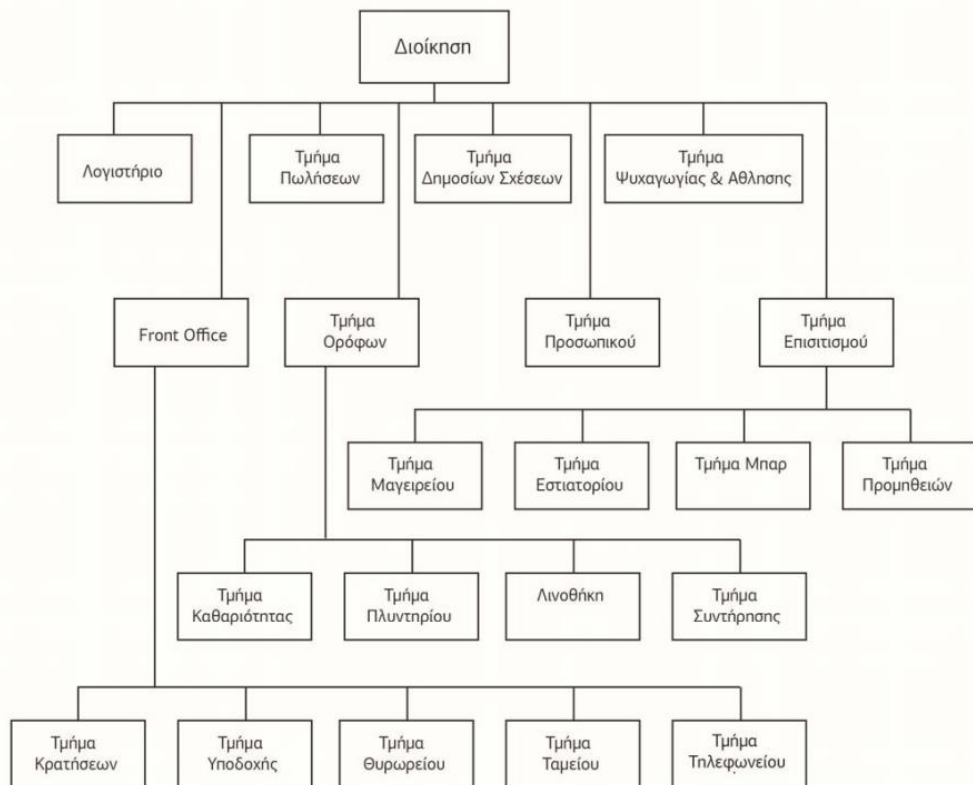 Διοίκηση
Λογιστήριο
Τμήμα
Πωλήσεων
Τμήμα
Δημοσίων Σχέσεων
Τμήμα
Ψυχαγωγίας & Αθλησης
Front Office
Τμήμα
Ορόφων
Τμήμα
Προσωπικού
Τμήμα
Επισιτισμού
Τμήμα
Μαγειρείου
Τμήμα
Εστιατορίου
Τμήμα Μπαρ
Τμήμα
Προμηθειών
Τμήμα
Καθαριότητας
Τμήμα
Πλυντηρίου
Λινοθήκη
Τμήμα
Συντήρησης
Τμήμα
Κρατήσεων
Τμήμα
Υποδοχής
Τμήμα
Θυρωρείου
Τμήμα
Ταμείου
Τμήμα
Τηλεφωνείου